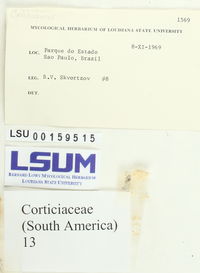 1569
MYCOLOGICAL HERBARIUM OF LOUISIANA STATE UNIVERSITY
8-XI-1969
LOC. Parque do Estado
Sao Paulo, Brazil
LEG. B.V. Skvortzov #8
DET.
LSU 00159515
LSUM
BERNARD LOWY MYCOLOGICAL HERBARIUM
LOUISIANA STATE UNIVERSITY
Corticiaceae
(South America)
13